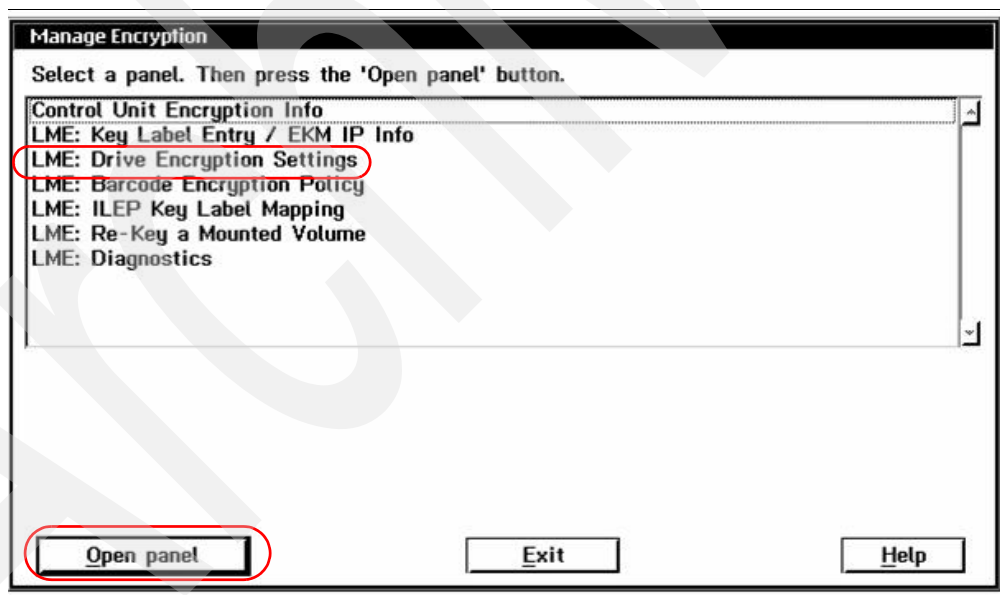 Manage Encryption
Select a panel. Then press the 'Open panel' button.
Control Unit Encryption Info
LME: Key Label Entry / EKM IP Info
LME: Drive Encryption Settings
LME: Barcode Encryption Policy
LME: ILEP Key Label Mapping
LME: Re-Key a Mounted Volume
LME: Diagnostics
Open panel Exit Help